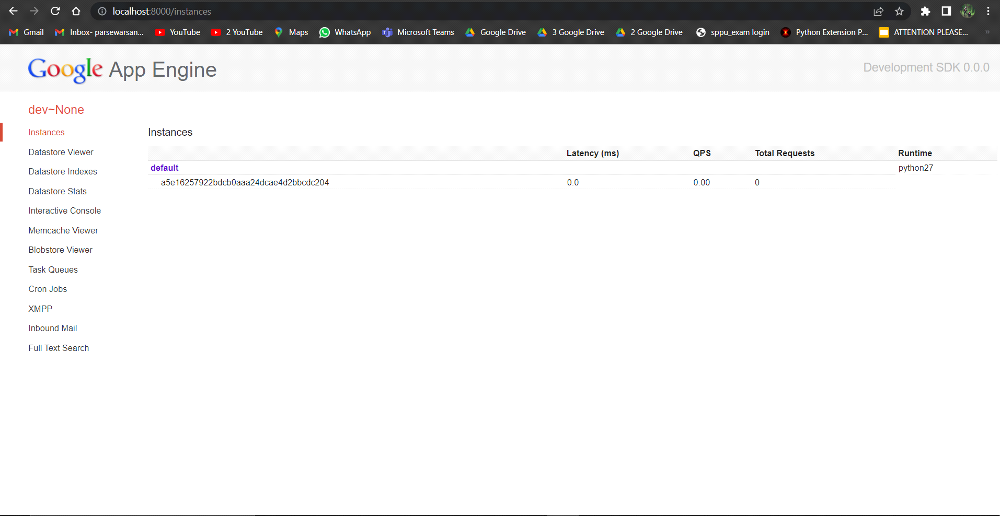 localhost:8000/instances
Gmail Inbox- parsewarsan... YouTube 2 YouTube Maps WhatsApp Microsoft Teams Google Drive 3 Google Drive 2 Google Drive sppu_exam login Python Extension P... ATTENTION PLEASE... »
Google App Engine
Development SDK 0.0.0
dev~None
Instances
Datastore Viewer
Datastore Indexes
Datastore Stats
Interactive Console
Memcache Viewer
Blobstore Viewer
Task Queues
Cron Jobs
XMPP
Inbound Mail
Full Text Search
Instances
Latency (ms) QPS Total Requests Runtime
default python27
a5e16257922bdcb0aaa24dcae4d2bbcdc204 0.0 0.00 0